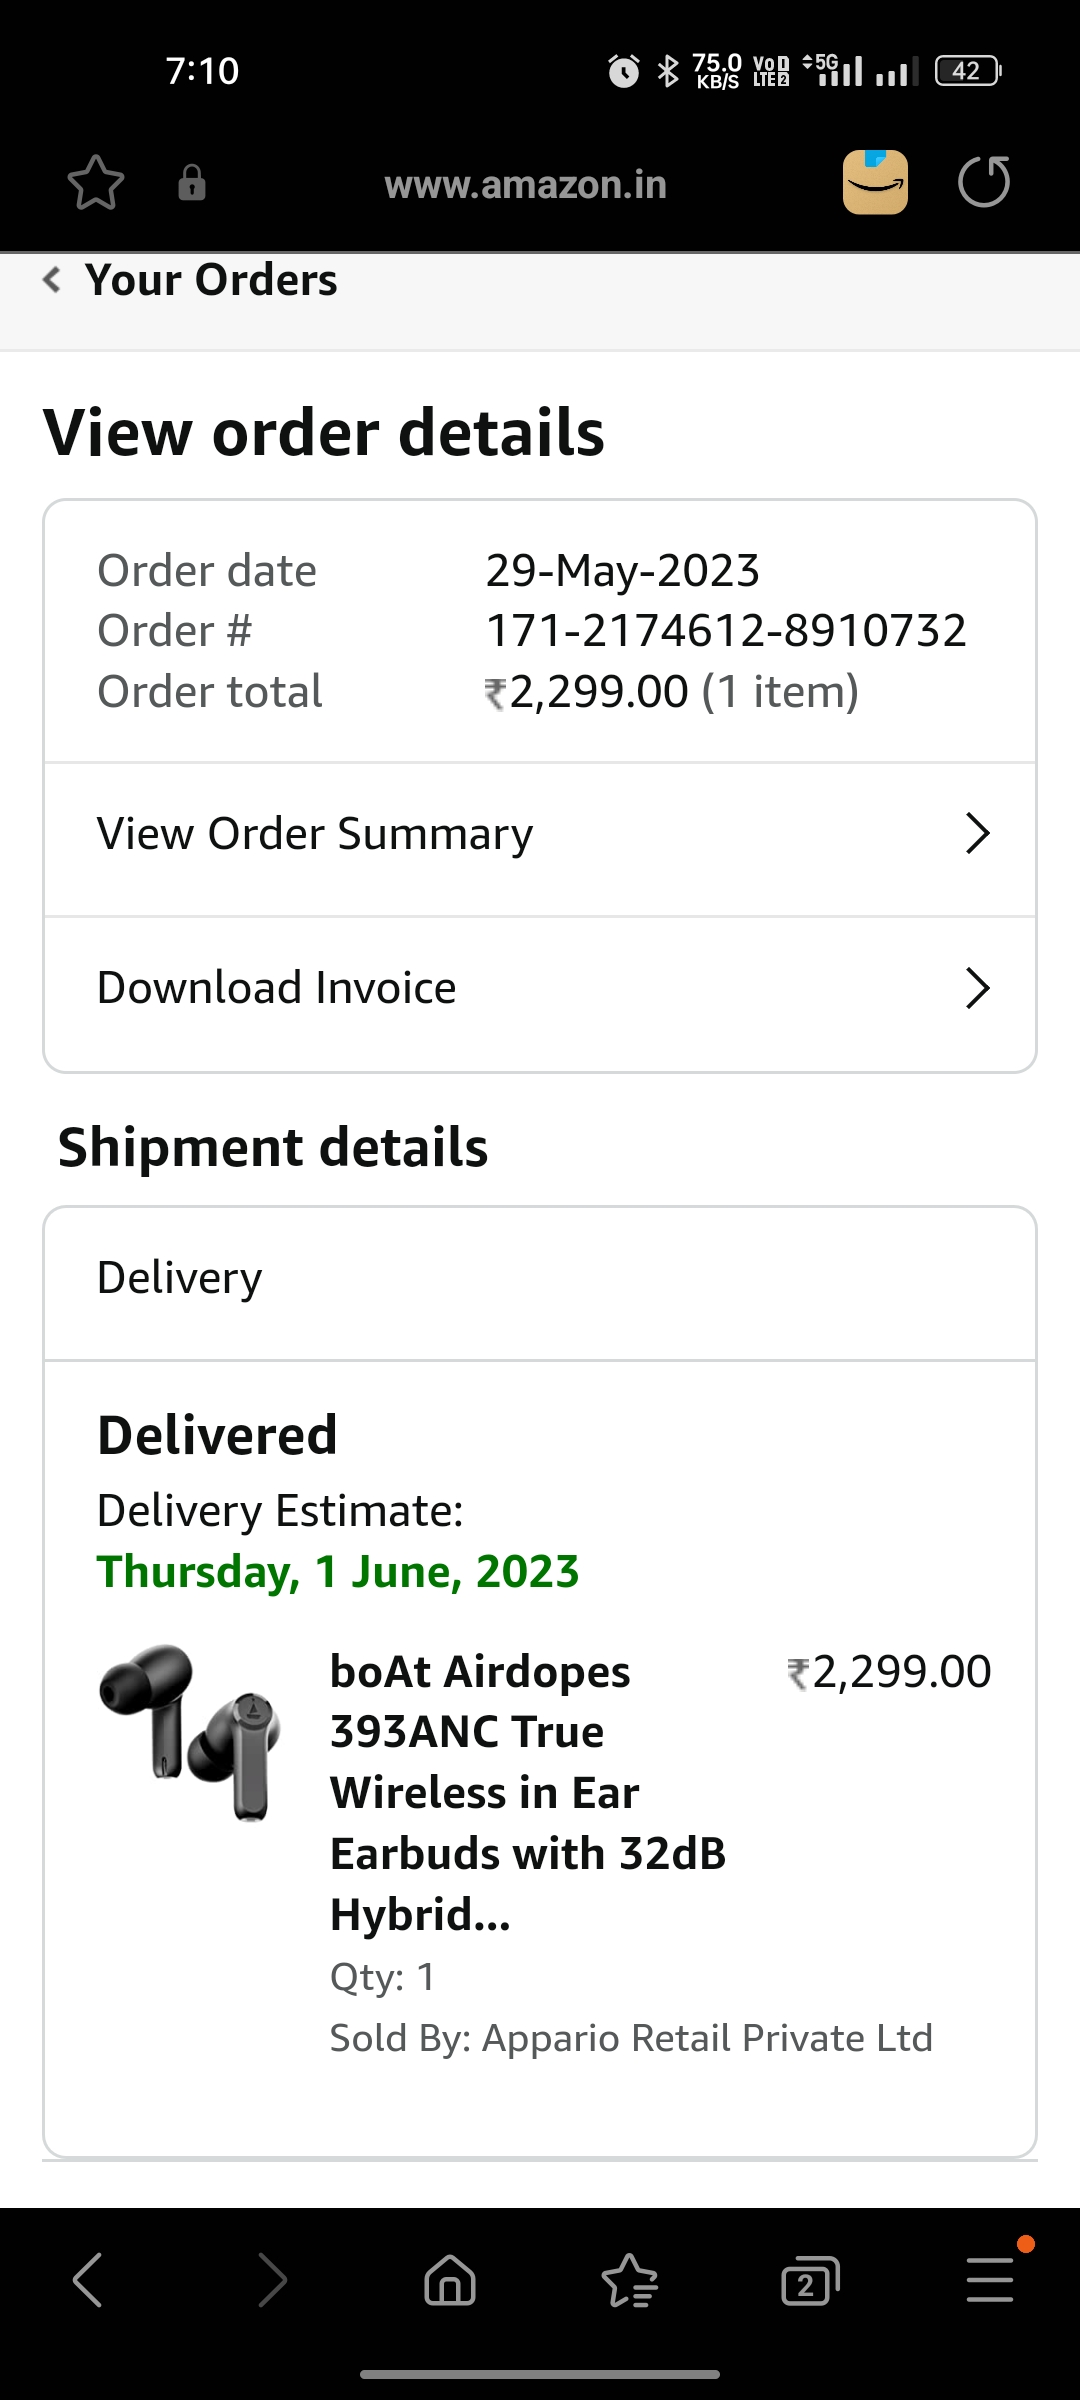 7:10
75.0 KB/S
Vo 1 LTE 2
5G
42
www.amazon.in
Your Orders
View order details
Order date 29-May-2023
Order # 171-2174612-8910732
Order total ₹2,299.00 (1 item)
View Order Summary
Download Invoice
Shipment details
Delivery
Delivered
Delivery Estimate:
Thursday, 1 June, 2023
boAt Airdopes ₹2,299.00
393ANC True
Wireless in Ear
Earbuds with 32dB
Hybrid...
Qty: 1
Sold By: Appario Retail Private Ltd
2